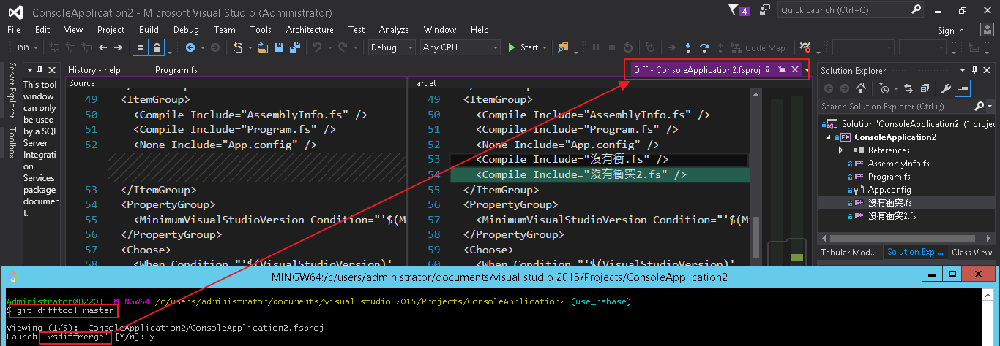 ConsoleApplication2 - Microsoft Visual Studio (Administrator)
4
Quick Launch (Ctrl+Q)
File Edit View Project Build Debug Team Tools Architecture Test Analyze Window Help
Sign in
Debug Any CPU Start Code Map
Server Explorer
Toolbox
This tool
window
can only
be used
by a SQL
Server
Integrati
on
Services
package
documen
t.
History - help Program.fs Diff - ConsoleApplication2.fsproj
Source
49 <ItemGroup>
50 <Compile Include="AssemblyInfo.fs" />
51 <Compile Include="Program.fs" />
52 <None Include="App.config" />
53 </ItemGroup>
54 <PropertyGroup>
55 <MinimumVisualStudioVersion Condition="'$(M
56 </PropertyGroup>
57 <Choose>
58 <When Condition="'$(VisualStudioVersion)' =
Target
49 <ItemGroup>
50 <Compile Include="AssemblyInfo.fs" />
51 <Compile Include="Program.fs" />
52 <None Include="App.config" />
53 <Compile Include="沒有衝.fs" />
54 <Compile Include="沒有衝突2.fs" />
55 </ItemGroup>
56 <PropertyGroup>
57 <MinimumVisualStudioVersion Condition="'$(Mi
58 </PropertyGroup>
59 <Choose>
60 <When Condition="'$(VisualStudioVersion)' =
Solution Explorer
Search Solution Explorer (Ctrl+;)
Solution 'ConsoleApplication2' (1 projec
ConsoleApplication2
References
AssemblyInfo.fs
Program.fs
App.config
沒有衝突.fs
沒有衝突2.fs
Tabular Mod... Solution Expl... Class View
MINGW64:/c/users/administrator/documents/visual studio 2015/Projects/ConsoleApplication2
Administrator@B22OTU MINGW64 /c/users/administrator/documents/visual studio 2015/Projects/ConsoleApplication2 (use_rebase)
$ git difftool master
Viewing (1/5): 'ConsoleApplication2/ConsoleApplication2.fsproj'
Launch 'vsdiffmerge' [Y/n]: y